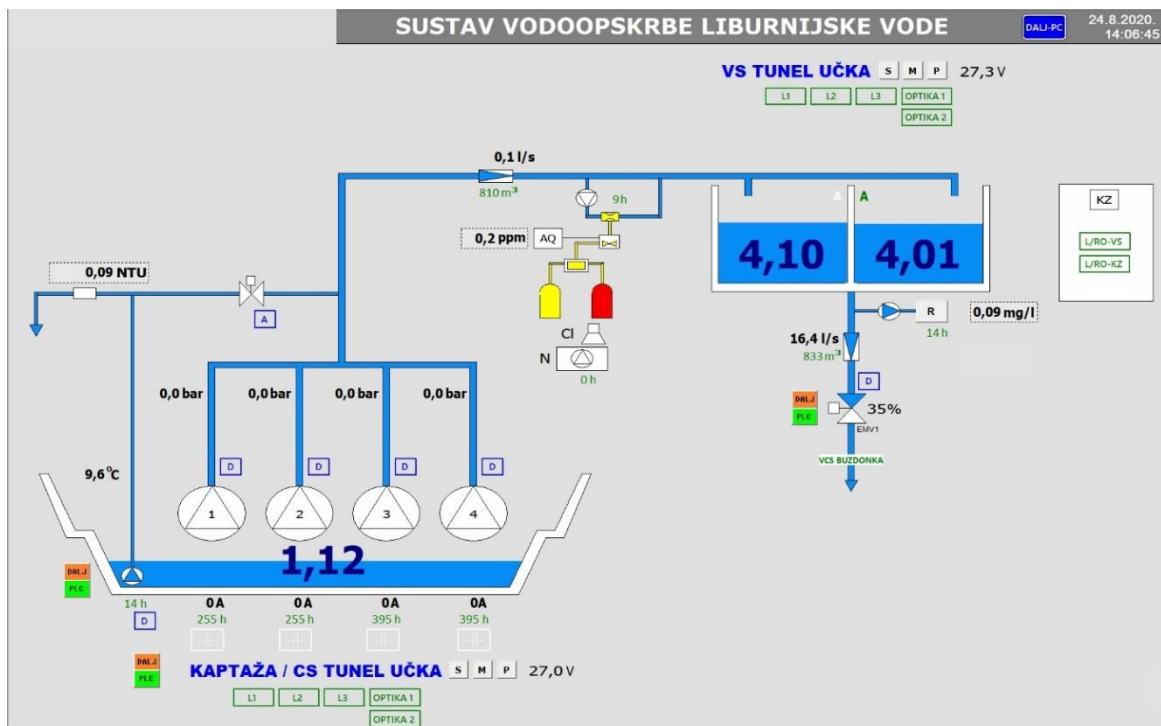 SUSTAV VODOOPSKRBE LIBURNIJSKE VODE
DALJ-PC
24.8.2020.
14:06:45
VS TUNEL UČKA S M P 27,3 V
L1 L2 L3 OPTIKA 1
OPTIKA 2
0,1 l/s
810 m³
9h
A A
KZ
L/RO-VS
L/RO-KZ
0,2 ppm AQ
4,10 4,01
0,09 NTU
A
Cl
N
0 h
R 0,09 mg/l
14 h
16,4 l/s
833 m³
D
DALJ
PLC
35%
EMV1
VCS BUZDONKA
0,0 bar 0,0 bar 0,0 bar 0,0 bar
D D D D
9,6 °C
1 2 3 4
1,12
DALJ
PLC
14 h
D
0 A 0 A 0 A 0 A
255 h 255 h 395 h 395 h
DALJ
PLC
KAPTAŽA / CS TUNEL UČKA S M P 27,0 V
L1 L2 L3 OPTIKA 1
OPTIKA 2